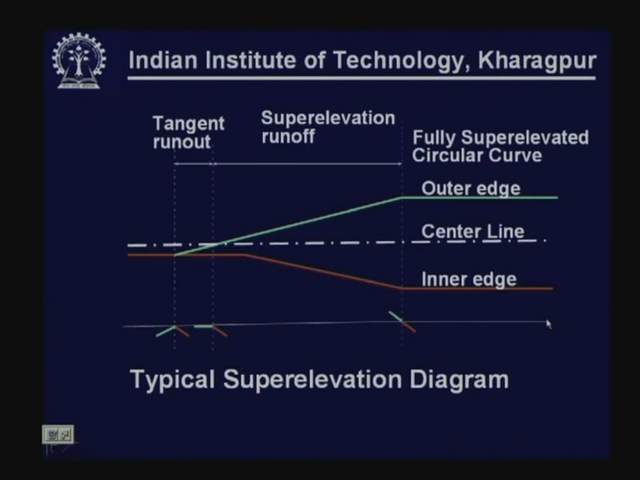 Indian Institute of Technology, Kharagpur
Tangent
runout
Superelevation
runoff
Fully Superelevated
Circular Curve
Outer edge
Center Line
Inner edge
Typical Superelevation Diagram